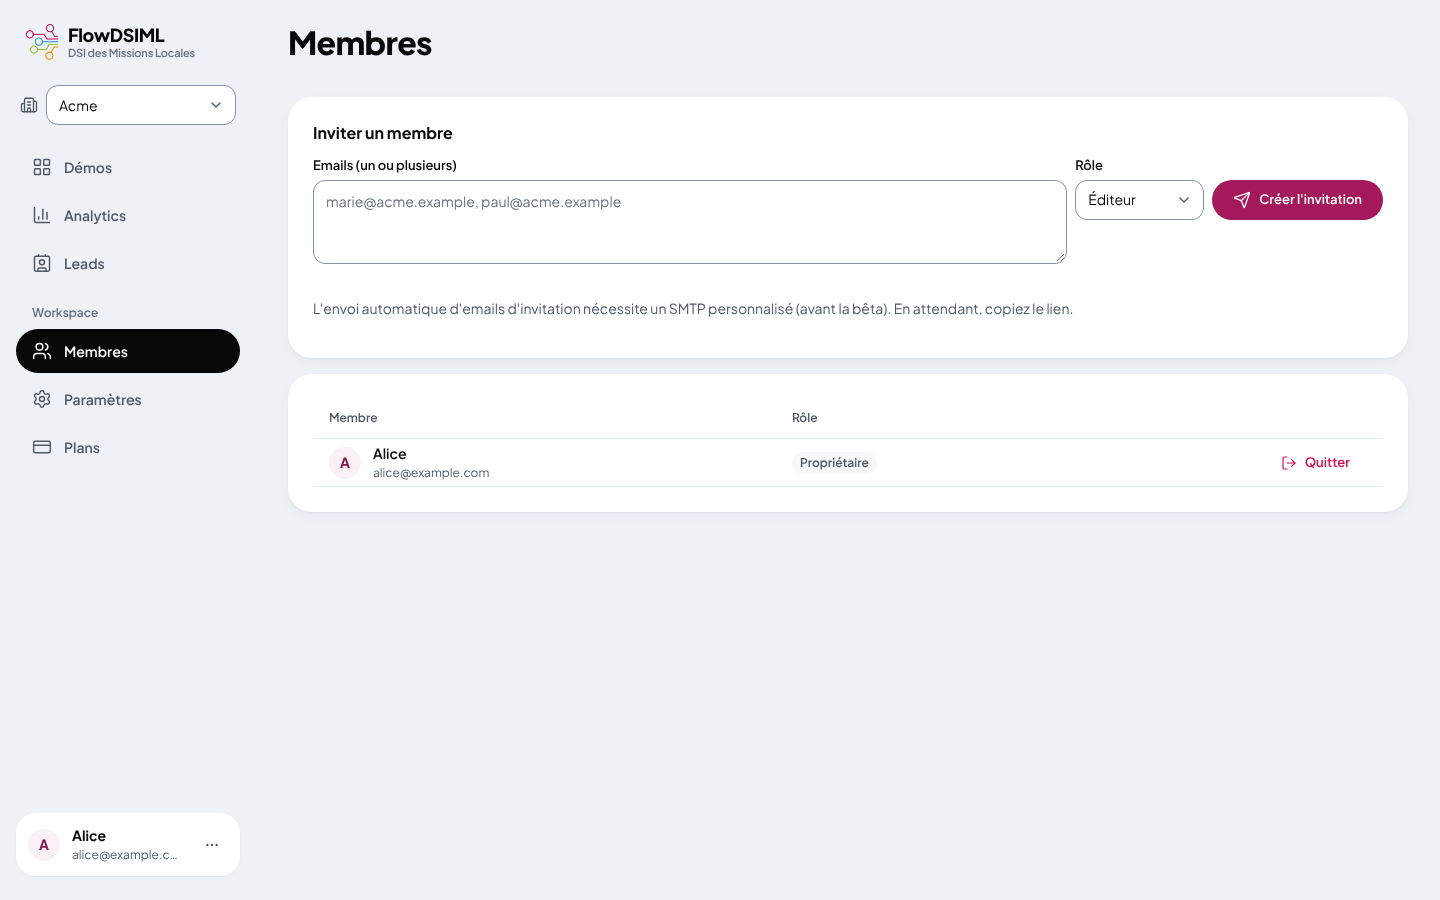 FlowDSIML
DSI des Missions Locales
Acme
Démos
Analytics
Leads
Workspace
Membres
Paramètres
Plans
A
Alice
alice@example.c...
Membres
Inviter un membre
Emails (un ou plusieurs)
marie@acme.example, paul@acme.example
Rôle
Éditeur
Créer l'invitation
L'envoi automatique d'emails d'invitation nécessite un SMTP personnalisé (avant la bêta). En attendant, copiez le lien.
Membre Rôle
A
Alice
alice@example.com
Propriétaire
Quitter